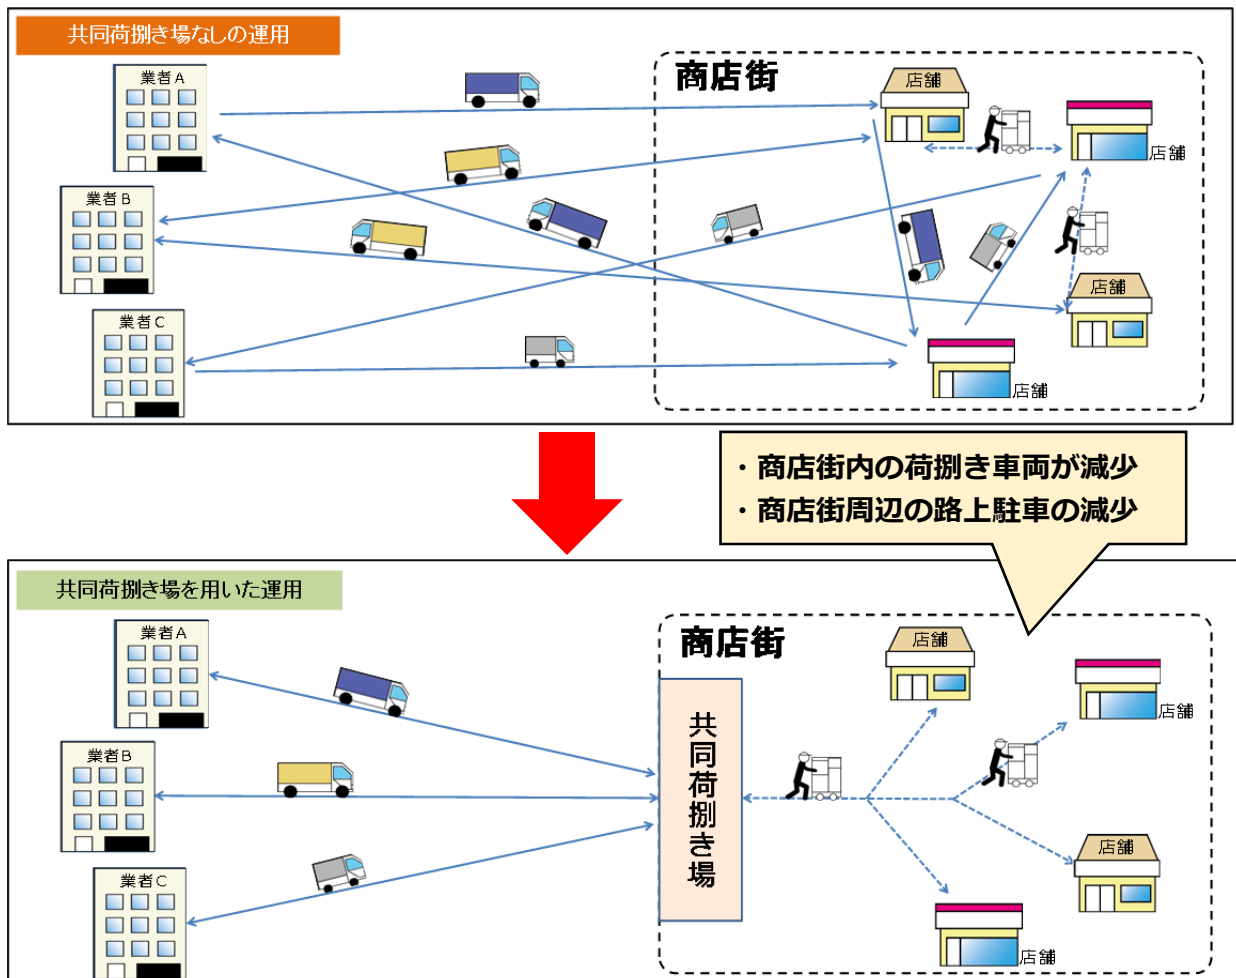 共同荷捌き場なしの運用
業者A
商店街
店舗
店舗
業者B
店舗
業者C
店舗
・商店街内の荷捌き車両が減少
・商店街周辺の路上駐車の減少
共同荷捌き場を用いた運用
業者A
商店街
店舗
店舗
共同荷捌き場
業者B
店舗
業者C
店舗